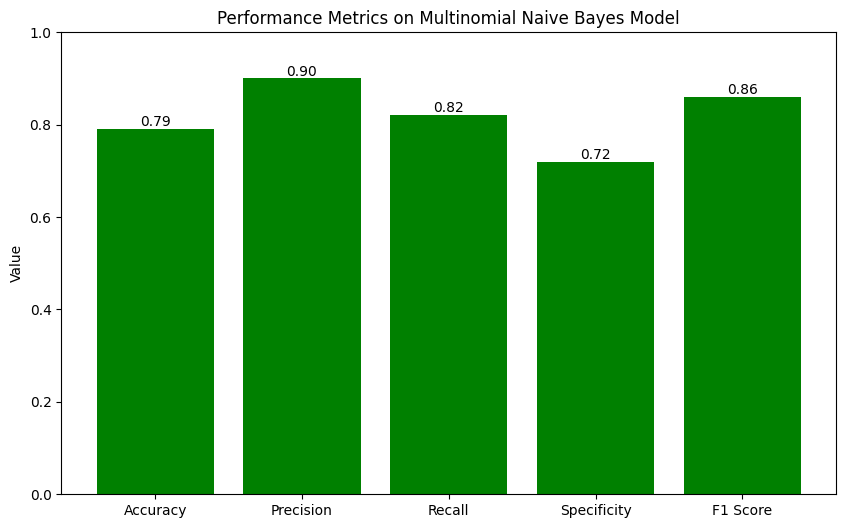 Performance Metrics on Multinomial Naive Bayes Model
1.0
0.8
0.6
0.4
0.2
0.0
Value
0.79
0.90
0.82
0.72
0.86
Accuracy
Precision
Recall
Specificity
F1 Score